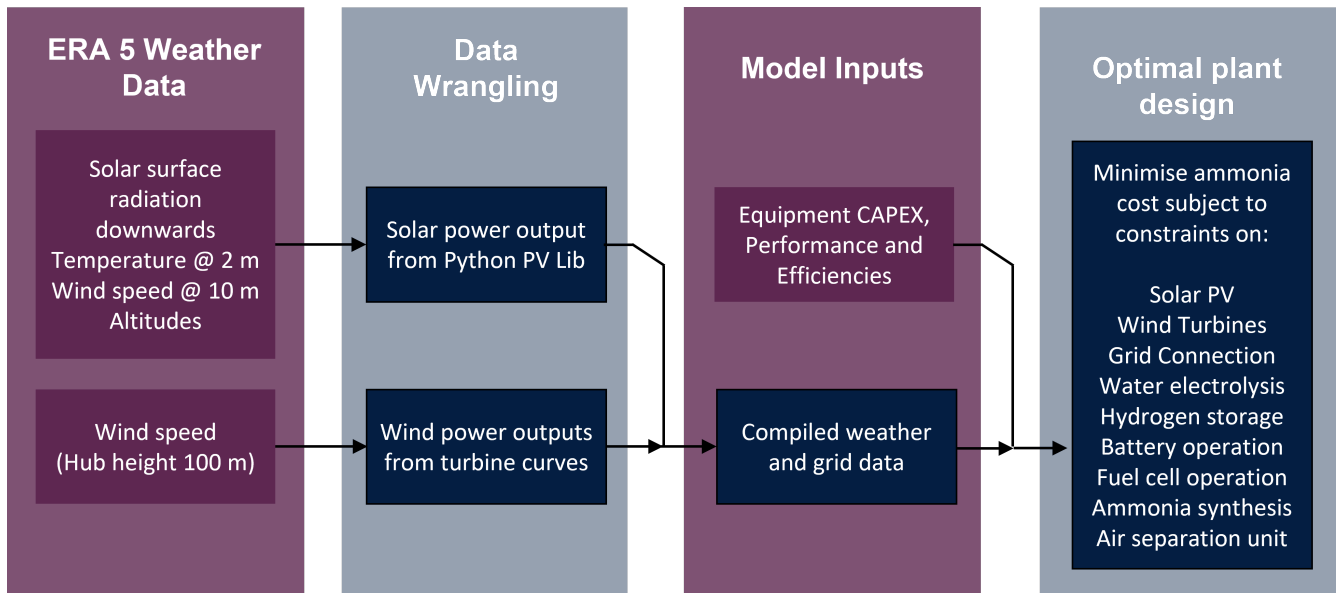 ERA 5 Weather
Data
Solar surface
radiation
downwards
Temperature @ 2 m
Wind speed @ 10 m
Altitudes
Wind speed
(Hub height 100 m)
Data
Wrangling
Solar power output
from Python PV Lib
Wind power outputs
from turbine curves
Model Inputs
Equipment CAPEX,
Performance and
Efficiencies
Compiled weather
and grid data
Optimal plant
design
Minimise ammonia
cost subject to
constraints on:
Solar PV
Wind Turbines
Grid Connection
Water electrolysis
Hydrogen storage
Battery operation
Fuel cell operation
Ammonia synthesis
Air separation unit